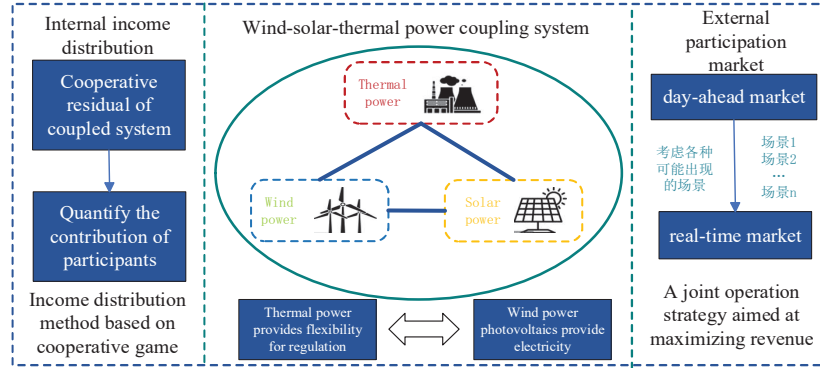 Internal income
distribution
Cooperative
residual of
coupled system
Quantify the
contribution of
participants
Income distribution
method based on
cooperative game
Wind-solar-thermal power coupling system
Thermal
power
Wind
power
Solar
power
Thermal power
provides flexibility
for regulation
Wind power
photovoltaics provide
electricity
External
participation
market
day-ahead market
考虑各种
可能出现
的场景
场景1
场景2
...
场景n
real-time market
A joint operation
strategy aimed at
maximizing revenue